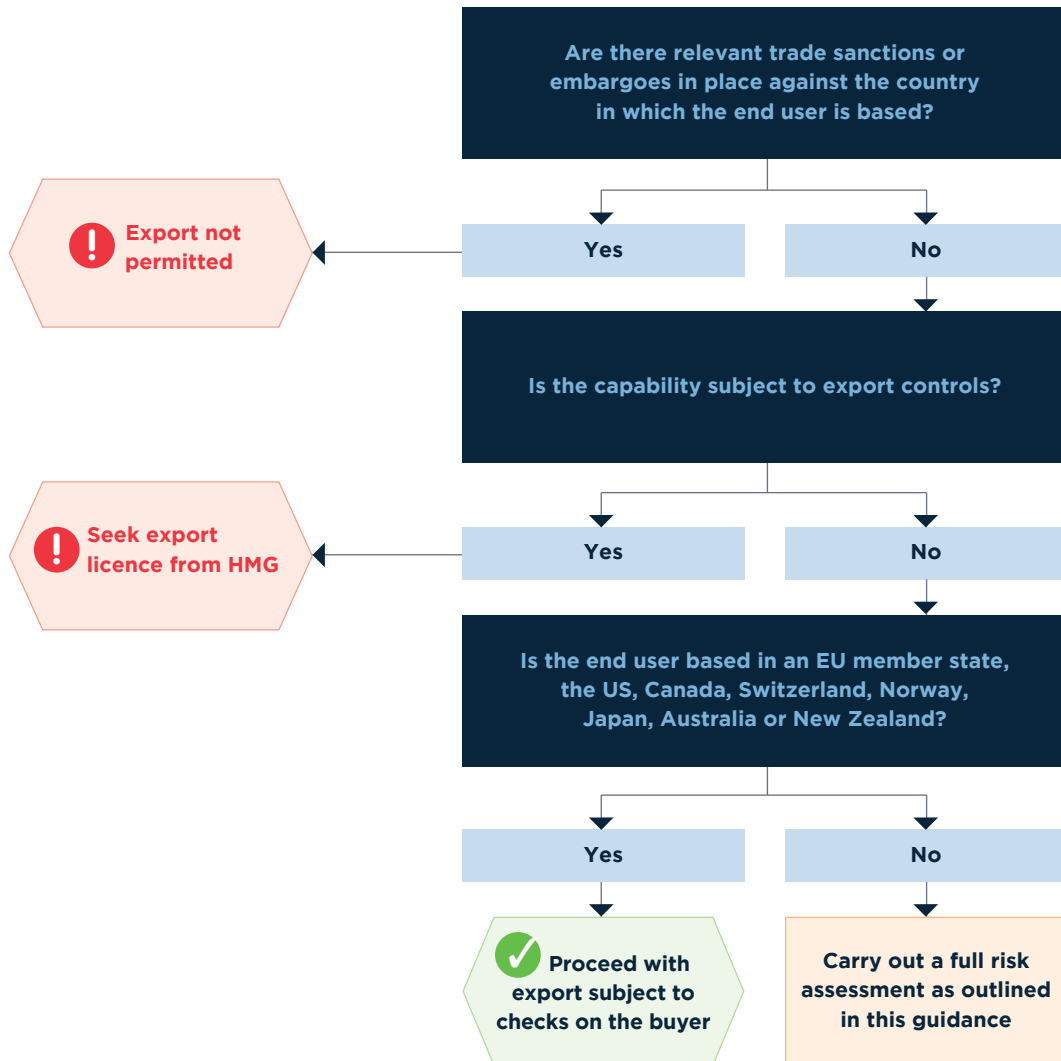 Are there relevant trade sanctions or
embargoes in place against the country
in which the end user is based?
Yes
No
Export not
permitted
Is the capability subject to export controls?
Yes
No
Seek export
licence from HMG
Is the end user based in an EU member state,
the US, Canada, Switzerland, Norway,
Japan, Australia or New Zealand?
Yes
No
Proceed with
export subject to
checks on the buyer
Carry out a full risk
assessment as outlined
in this guidance